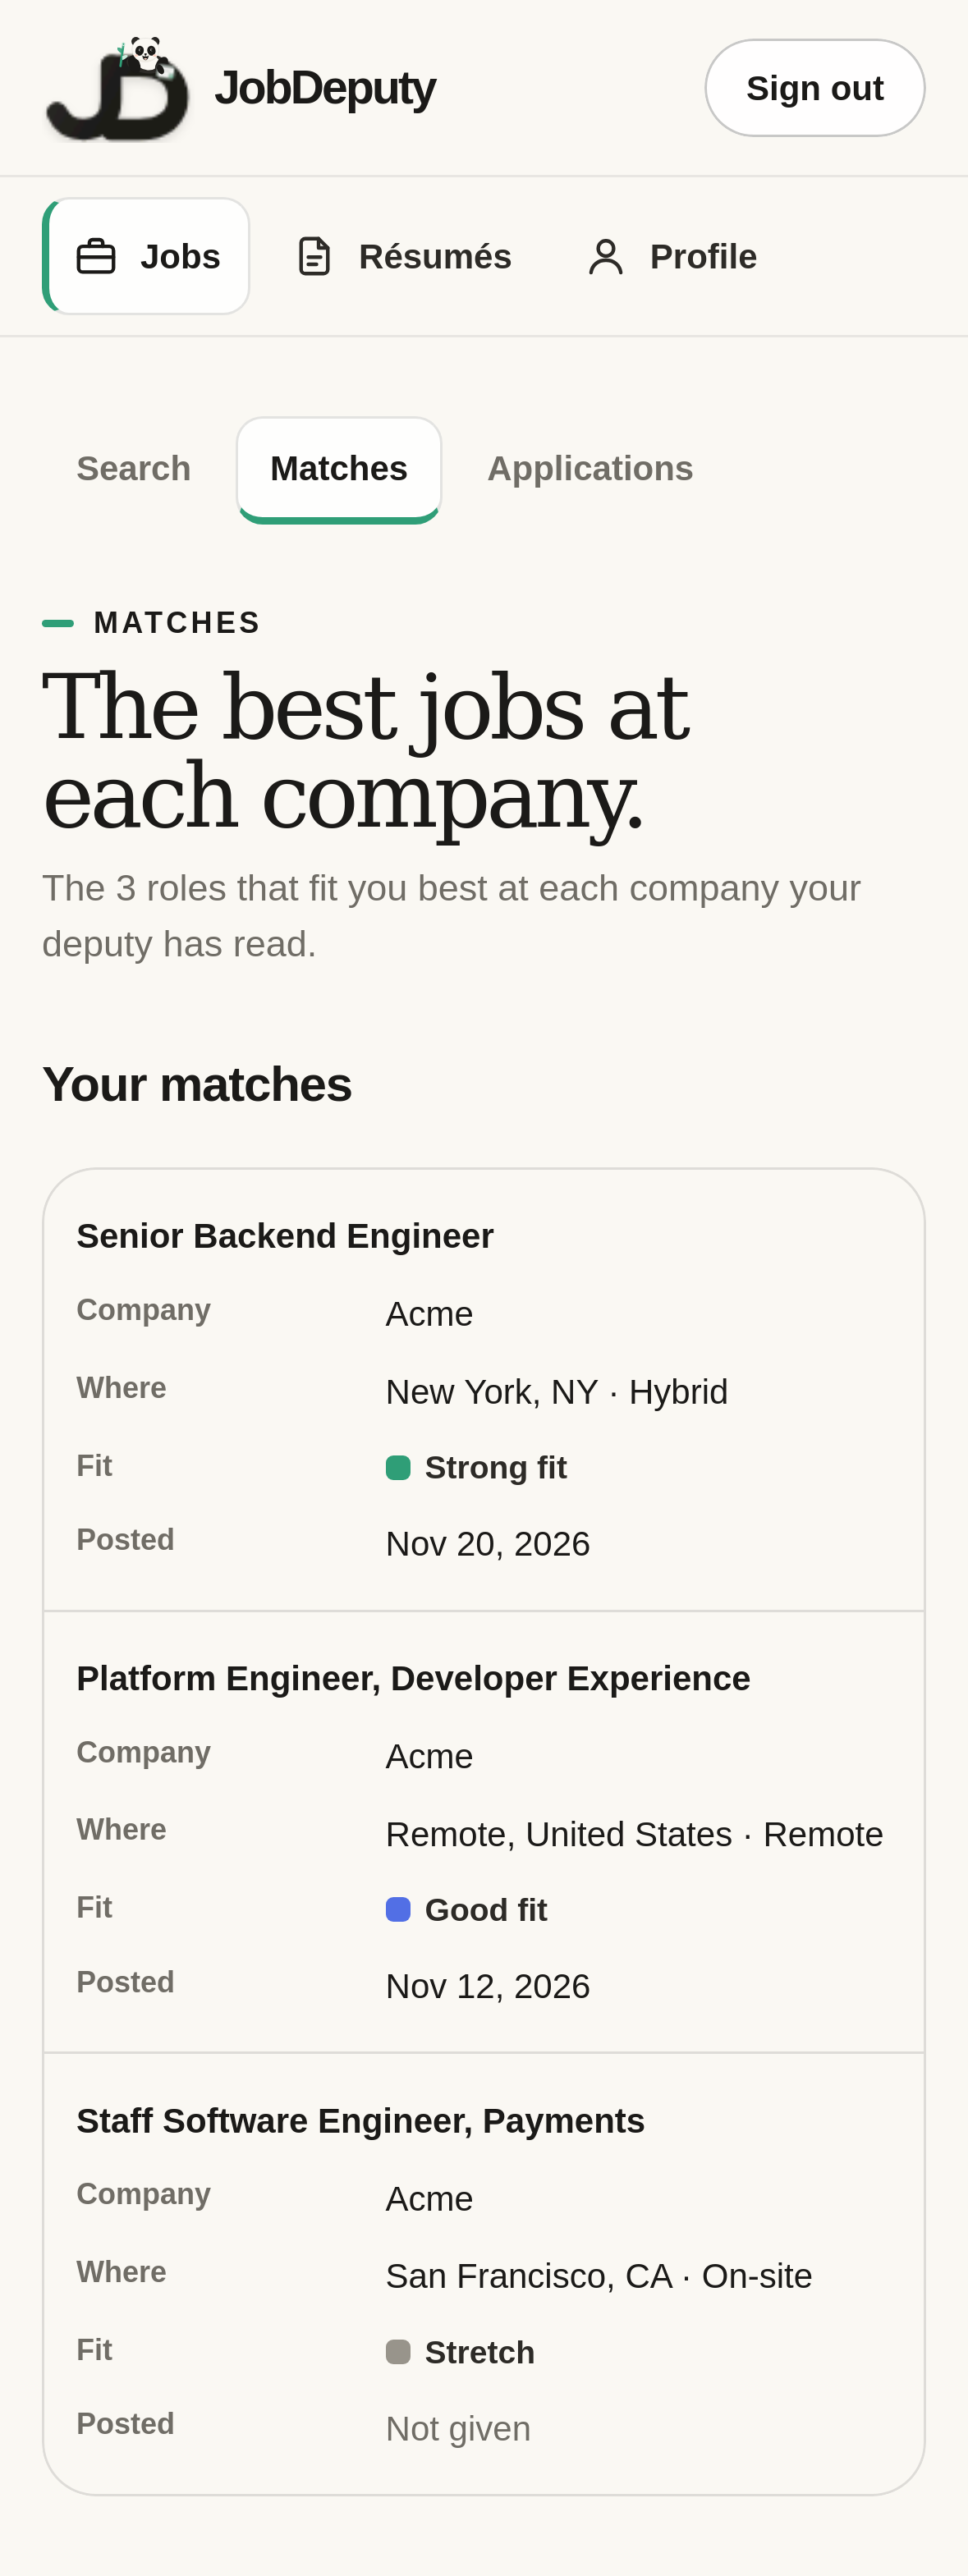 JD JobDeputy
Sign out
Jobs
Résumés
Profile
Search
Matches
Applications
MATCHES
The best jobs at
each company.
The 3 roles that fit you best at each company your
deputy has read.
Your matches
Senior Backend Engineer
Company Acme
Where New York, NY · Hybrid
Fit Strong fit
Posted Nov 20, 2026
Platform Engineer, Developer Experience
Company Acme
Where Remote, United States · Remote
Fit Good fit
Posted Nov 12, 2026
Staff Software Engineer, Payments
Company Acme
Where San Francisco, CA · On-site
Fit Stretch
Posted Not given